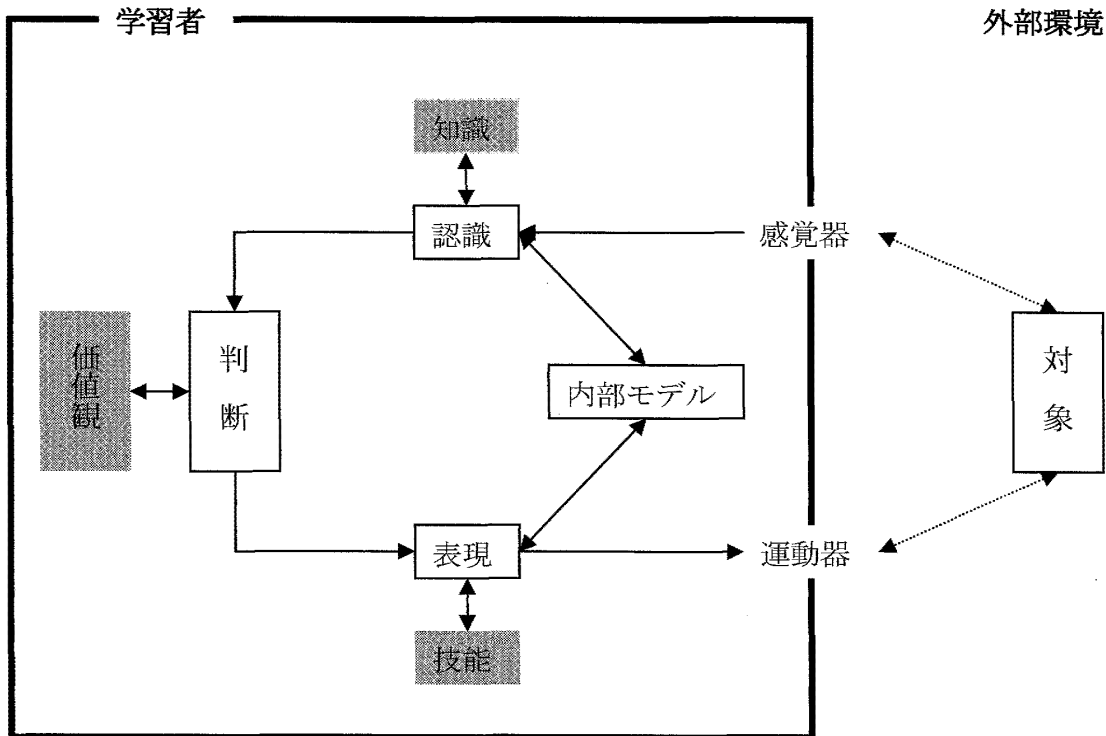 学習者
外部環境
知識
認識
感覚器
価値観
判断
内部モデル
対象
表現
運動器
技能